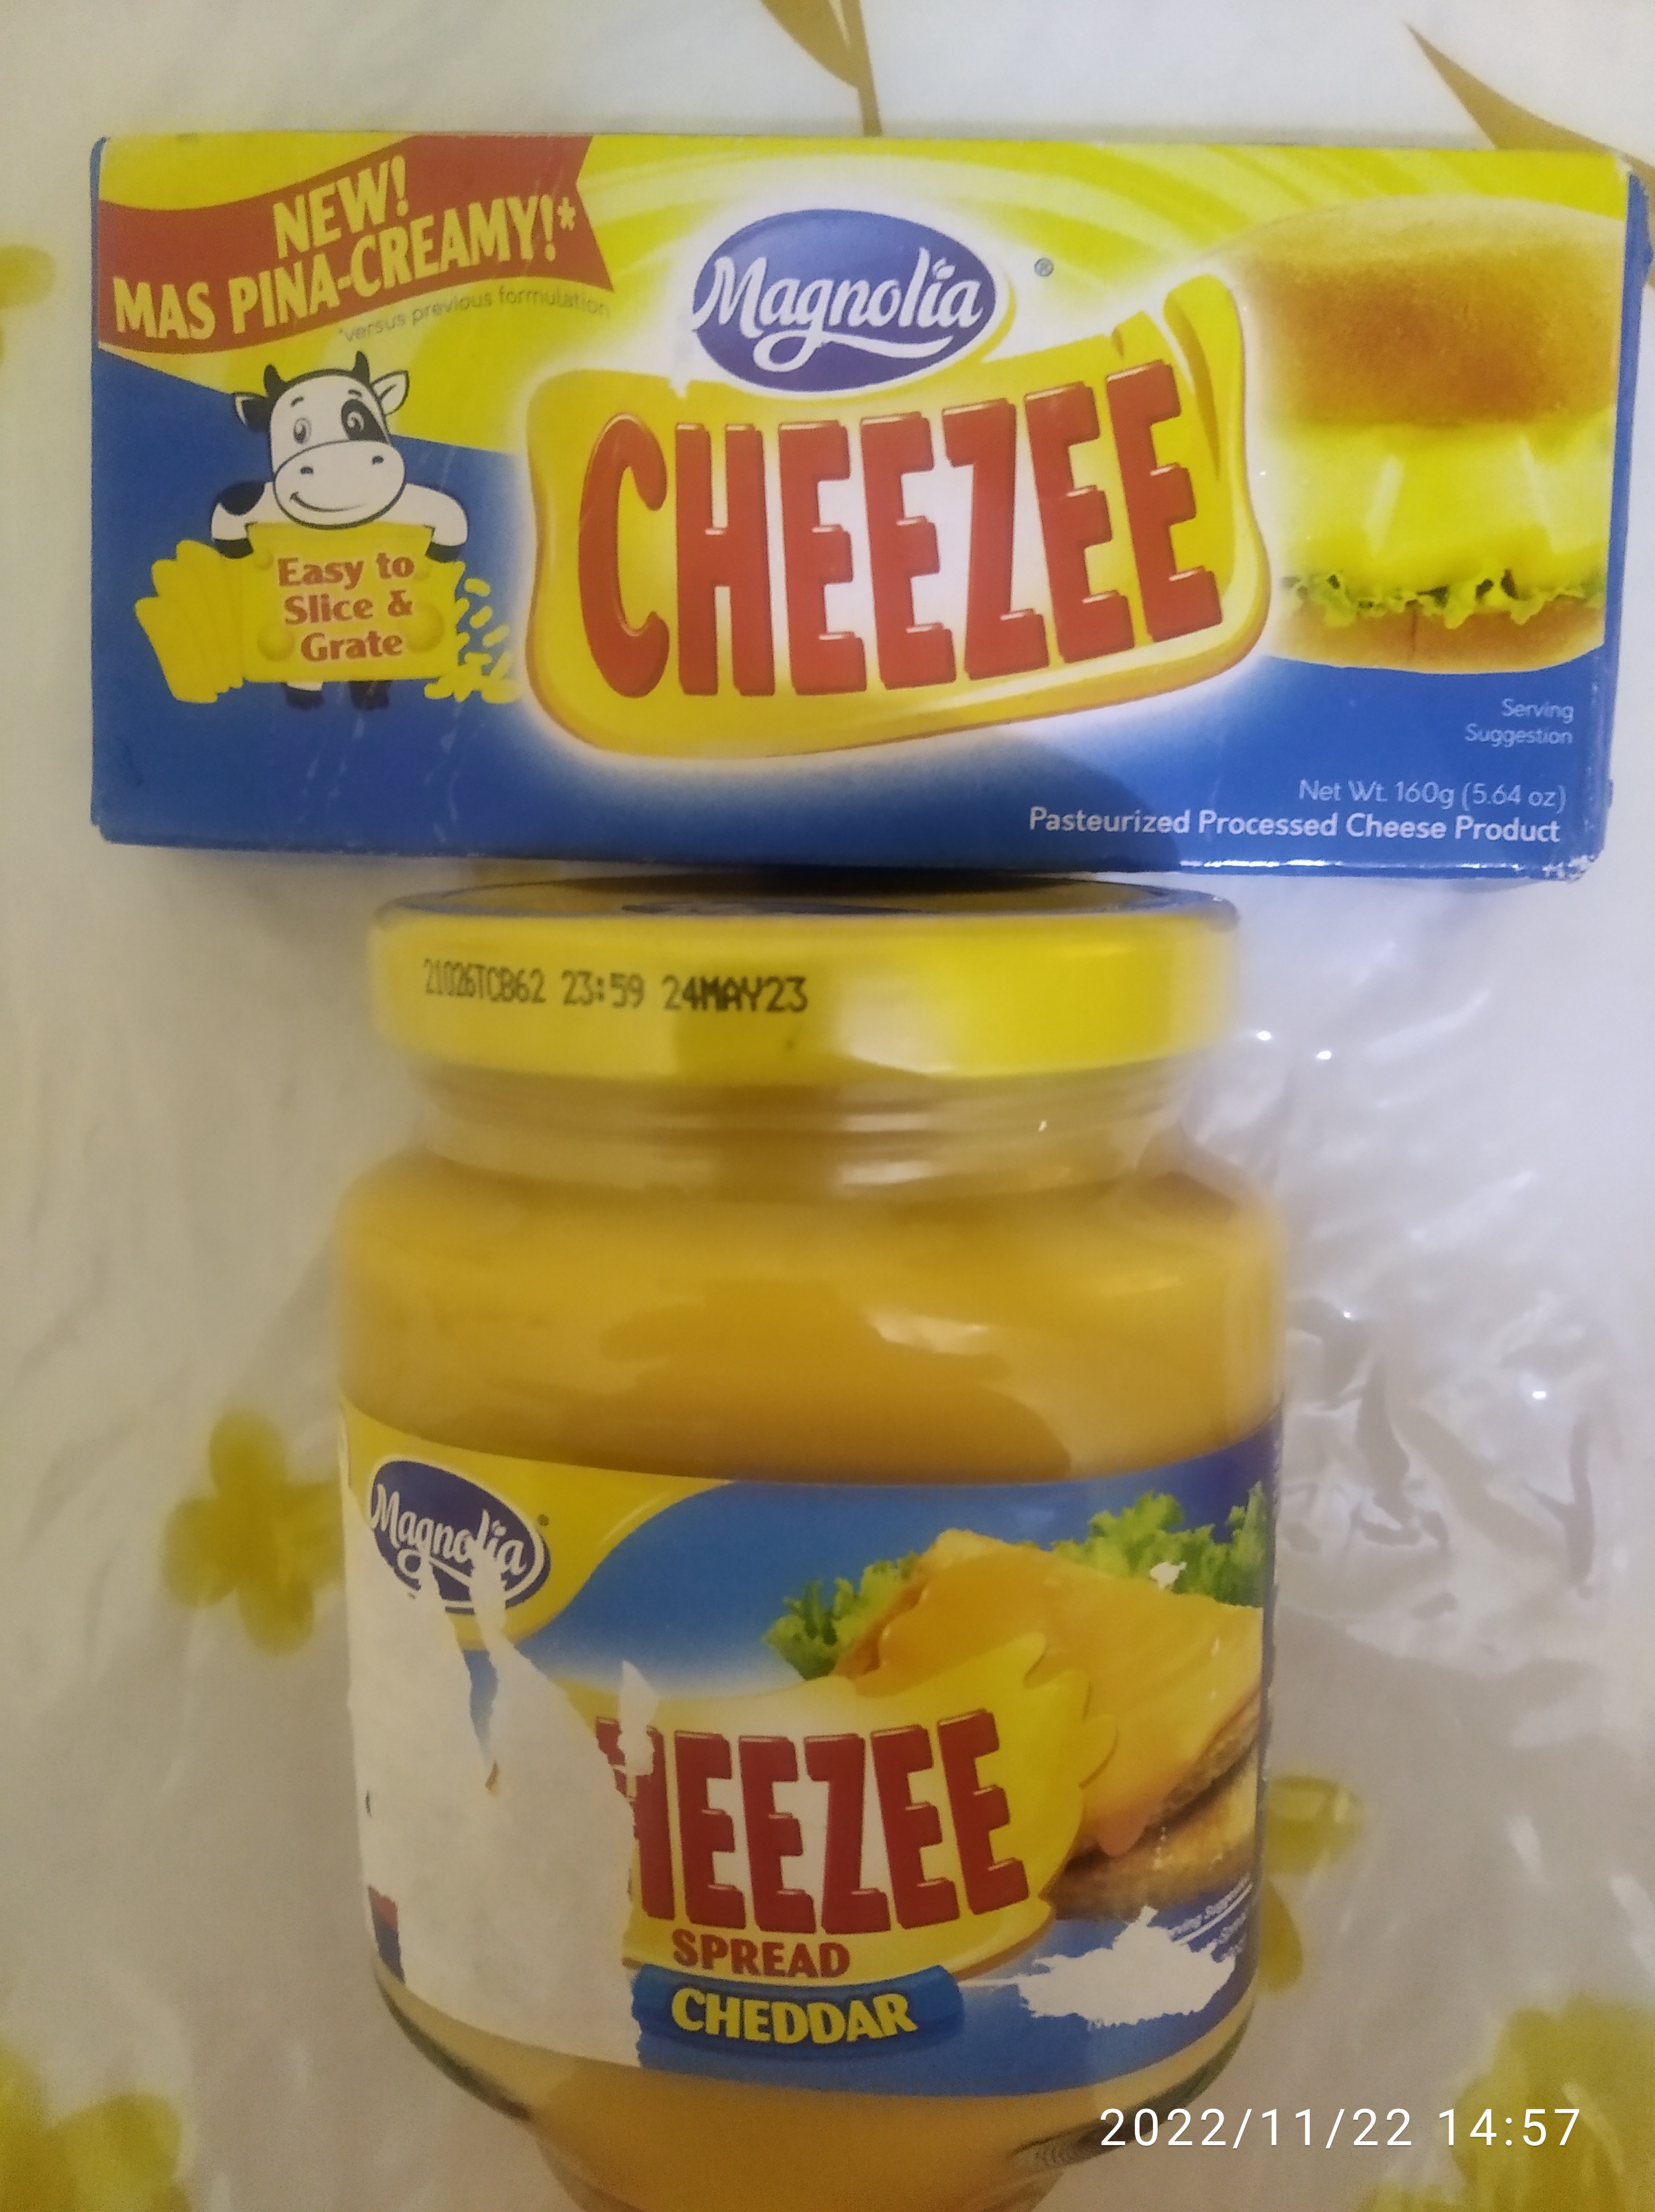 NEW!
MAS PINA-CREAMY!*
*versus previous formulation
Magnolia ®
CHEEZEE
Easy to
Slice &
Grate
Serving
Suggestion
Net Wt. 160g (5.64 oz)
Pasteurized Processed Cheese Product
21026TCB62 23:59 24MAY23
Magnolia
HEEZEE
SPREAD
CHEDDAR
2022/11/22 14:57